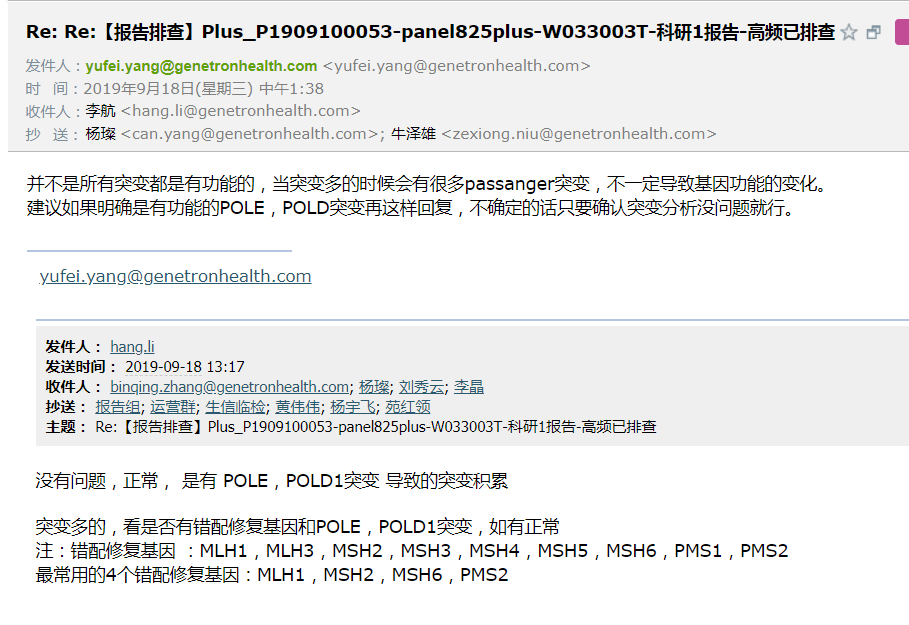 Re: Re:【报告排查】Plus_P1909100053-panel825plus-W033003T-科研1报告-高频已排查
发件人：yufei.yang@genetronhealth.com <yufei.yang@genetronhealth.com>
时 间：2019年9月18日(星期三) 中午1:38
收件人：李航 <hang.li@genetronhealth.com>
抄 送：杨璨 <can.yang@genetronhealth.com>; 牛泽雄 <zexiong.niu@genetronhealth.com>
并不是所有突变都是有功能的，当突变多的时候会有很多passanger突变，不一定导致基因功能的变化。
建议如果明确是有功能的POLE，POLD突变再这样回复，不确定的话只要确认突变分析没问题就行。
yufei.yang@genetronhealth.com
发件人： hang.li
发送时间： 2019-09-18 13:17
收件人： binqing.zhang@genetronhealth.com; 杨璨; 刘秀云; 李晶
抄送： 报告组; 运营群; 生信临检; 黄伟伟; 杨宇飞; 苑红领
主题： Re:【报告排查】Plus_P1909100053-panel825plus-W033003T-科研1报告-高频已排查
没有问题，正常， 是有 POLE，POLD1突变 导致的突变积累
突变多的，看是否有错配修复基因和POLE，POLD1突变，如有正常
注：错配修复基因 ：MLH1，MLH3，MSH2，MSH3，MSH4，MSH5，MSH6，PMS1，PMS2
最常用的4个错配修复基因：MLH1，MSH2，MSH6，PMS2